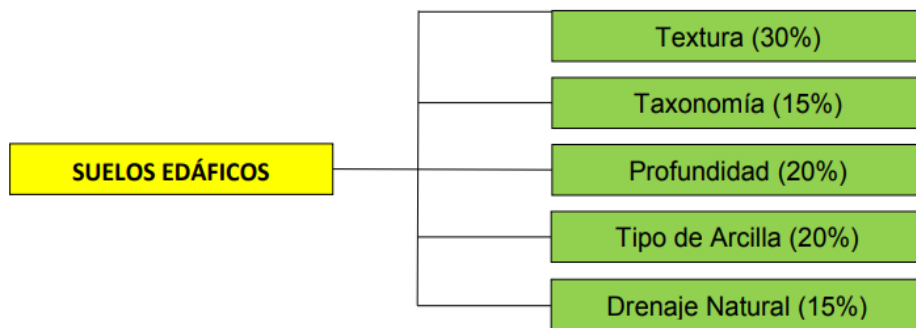 Textura (30%)
Taxonomía (15%)
SUELOS EDÁFICOS
Profundidad (20%)
Tipo de Arcilla (20%)
Drenaje Natural (15%)